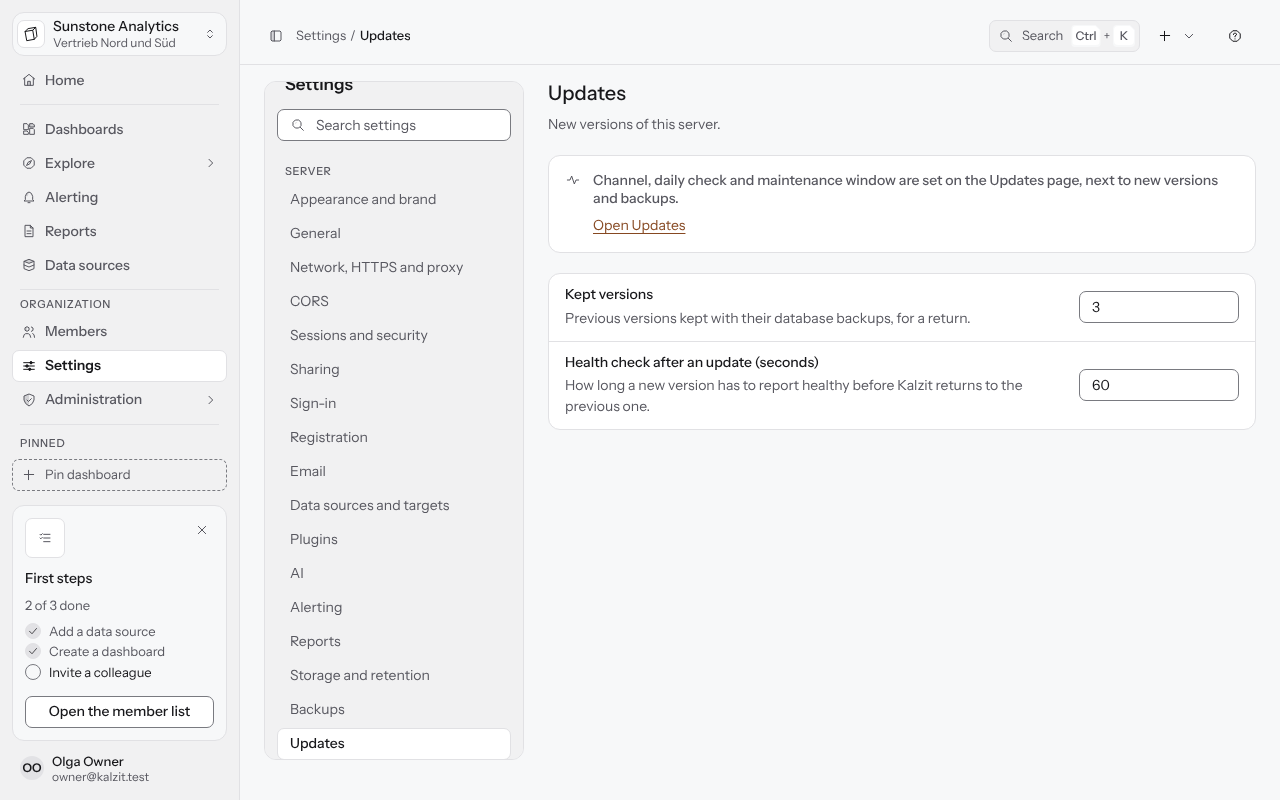 Sunstone Analytics
Vertrieb Nord und Süd
Home
Dashboards
Explore
Alerting
Reports
Data sources
ORGANIZATION
Members
Settings
Administration
PINNED
Pin dashboard
First steps
2 of 3 done
Add a data source
Create a dashboard
Invite a colleague
Open the member list
OO
Olga Owner
owner@kalzit.test
Settings / Updates
Search Ctrl + K
Settings
Search settings
SERVER
Appearance and brand
General
Network, HTTPS and proxy
CORS
Sessions and security
Sharing
Sign-in
Registration
Email
Data sources and targets
Plugins
AI
Alerting
Reports
Storage and retention
Backups
Updates
Updates
New versions of this server.
Channel, daily check and maintenance window are set on the Updates page, next to new versions
and backups.
Open Updates
Kept versions
Previous versions kept with their database backups, for a return.
3
Health check after an update (seconds)
How long a new version has to report healthy before Kalzit returns to the
previous one.
60